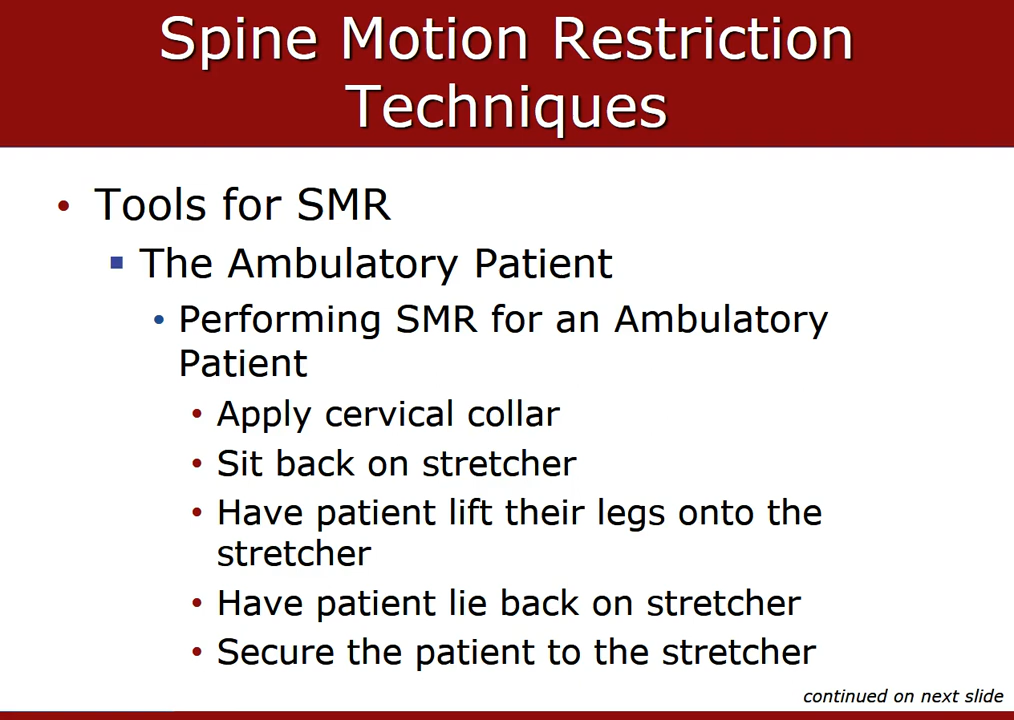 Spine Motion Restriction
Techniques
• Tools for SMR
▪ The Ambulatory Patient
• Performing SMR for an Ambulatory
Patient
• Apply cervical collar
• Sit back on stretcher
• Have patient lift their legs onto the
stretcher
• Have patient lie back on stretcher
• Secure the patient to the stretcher
continued on next slide